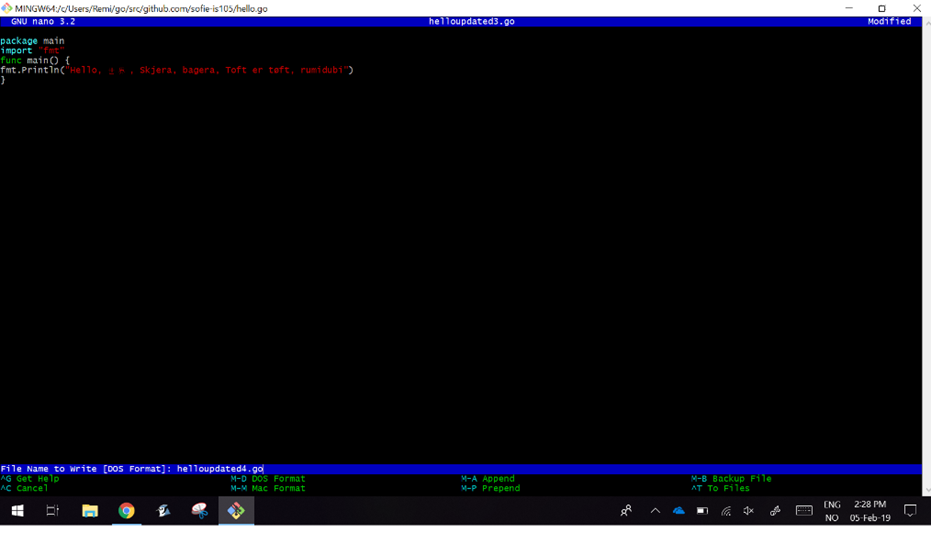 MINGW64:/c/Users/Remi/go/src/github.com/sofie-is105/hello.go
GNU nano 3.2 helloupdated3.go Modified
package main
import "fmt"
func main() {
fmt.Println("Hello, , Skjera, bagera, Toft er toft, rumidubi")
}
File Name to Write [DOS Format]: helloupdated4.go
^G Get Help M-D DOS Format M-A Append M-B Backup File
^C Cancel M-M Mac Format M-P Prepend ^T To Files
ENG 2:28 PM
NO 05-Feb-19